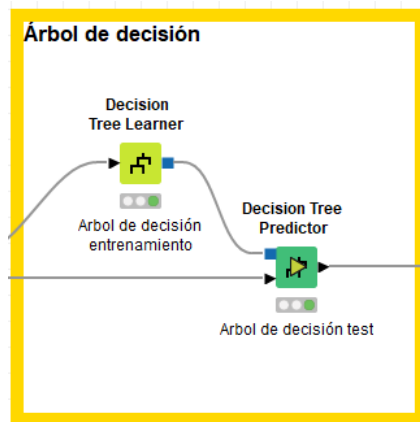 Árbol de decisión
Decision
Tree Learner
Arbol de decisión
entrenamiento
Decision Tree
Predictor
Arbol de decisión test